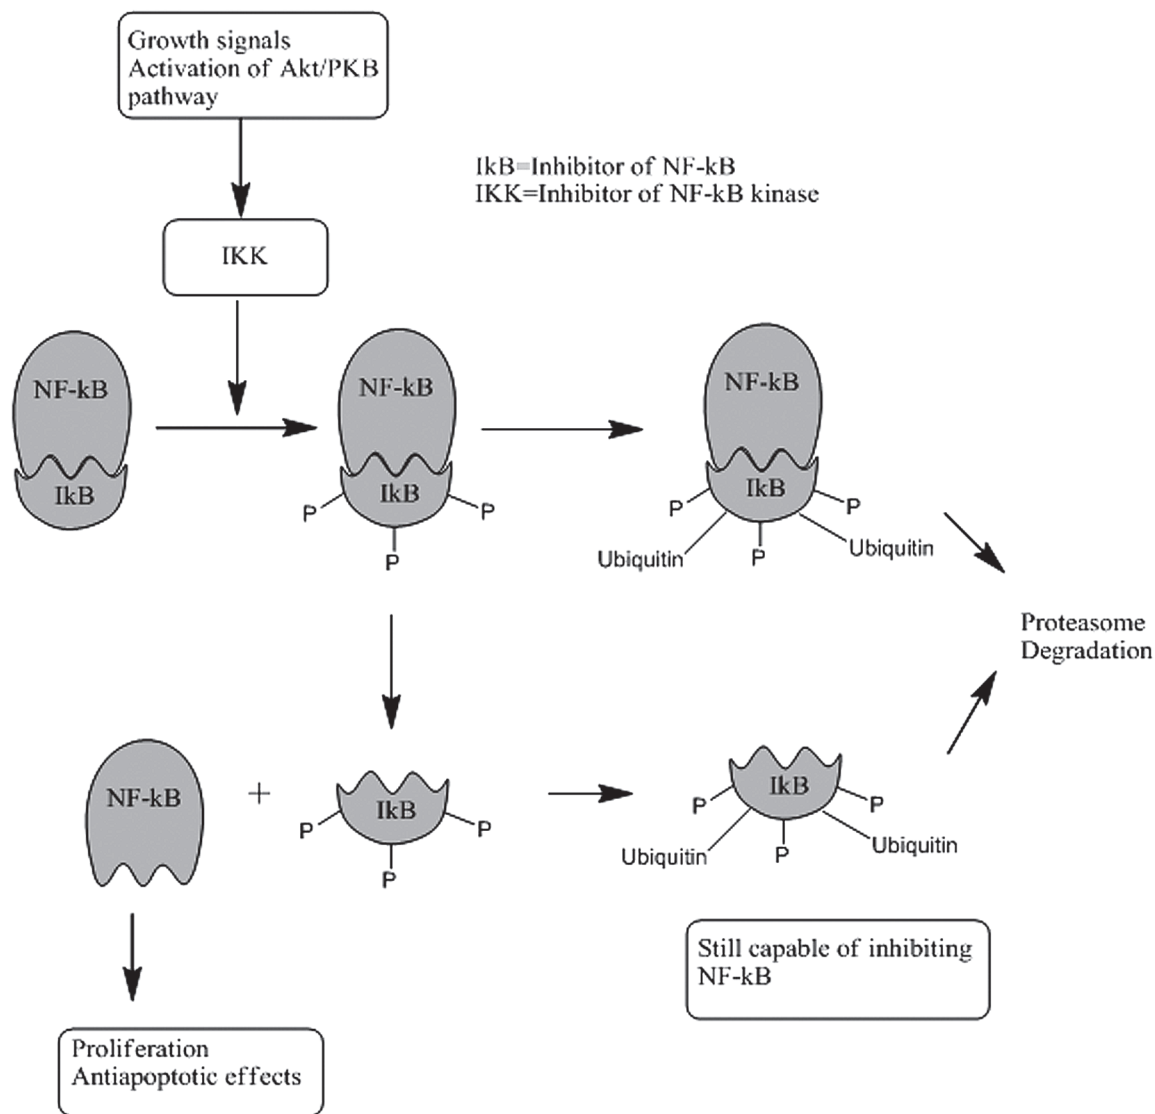 Growth signals
Activation of Akt/PKB
pathway
IkB=Inhibitor of NF-kB
IKK=Inhibitor of NF-kB kinase
IKK
NF-kB
IkB
NF-kB
IkB
P
P
P
NF-kB
IkB
P
P
P
Ubiquitin
Ubiquitin
Proteasome
Degradation
NF-kB
+
IkB
P
P
P
IkB
P
P
P
Ubiquitin
Ubiquitin
Still capable of inhibiting
NF-kB
Proliferation
Antiapoptotic effects